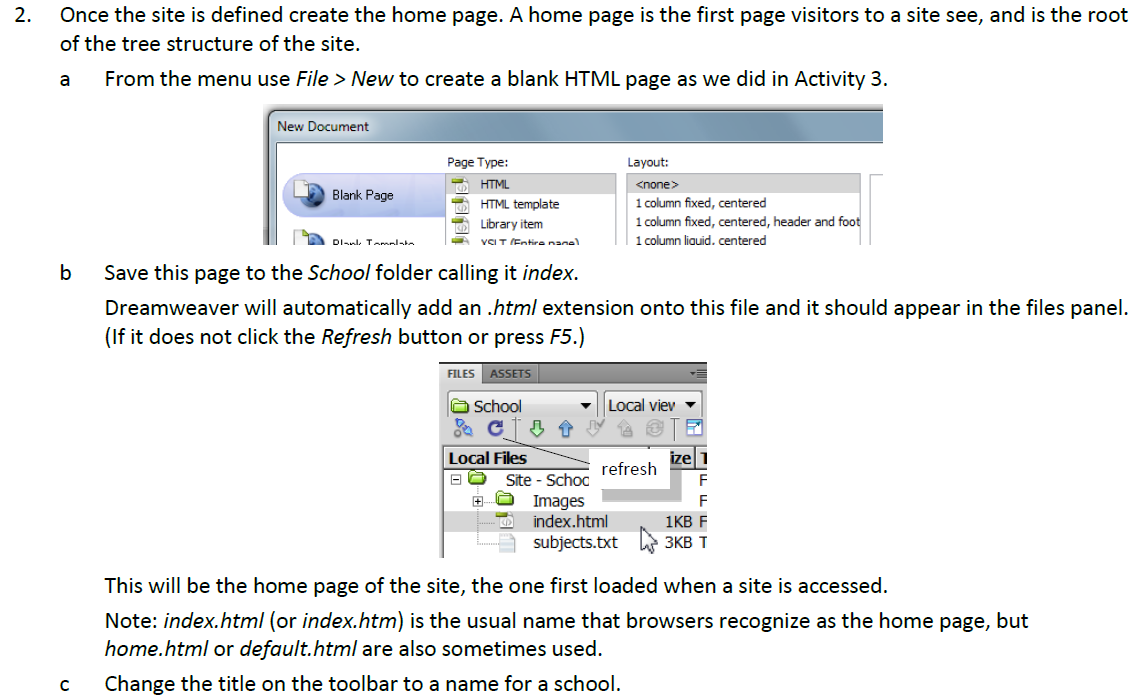 2. Once the site is defined create the home page. A home page is the first page visitors to a site see, and is the root
of the tree structure of the site.
a From the menu use File > New to create a blank HTML page as we did in Activity 3.
New Document
Page Type: Layout:
Blank Page
HTML
HTML template
Library item
XSLT (Entire page)
<none>
1 column fixed, centered
1 column fixed, centered, header and foot
1 column liquid, centered
Blank Template
b Save this page to the School folder calling it index.
Dreamweaver will automatically add an .html extension onto this file and it should appear in the files panel.
(If it does not click the Refresh button or press F5.)
FILES ASSETS
School Local view
Local Files ize T
refresh
Site - Schoo F
Images F
index.html 1KB F
subjects.txt 3KB T
This will be the home page of the site, the one first loaded when a site is accessed.
Note: index.html (or index.htm) is the usual name that browsers recognize as the home page, but
home.html or default.html are also sometimes used.
c Change the title on the toolbar to a name for a school.